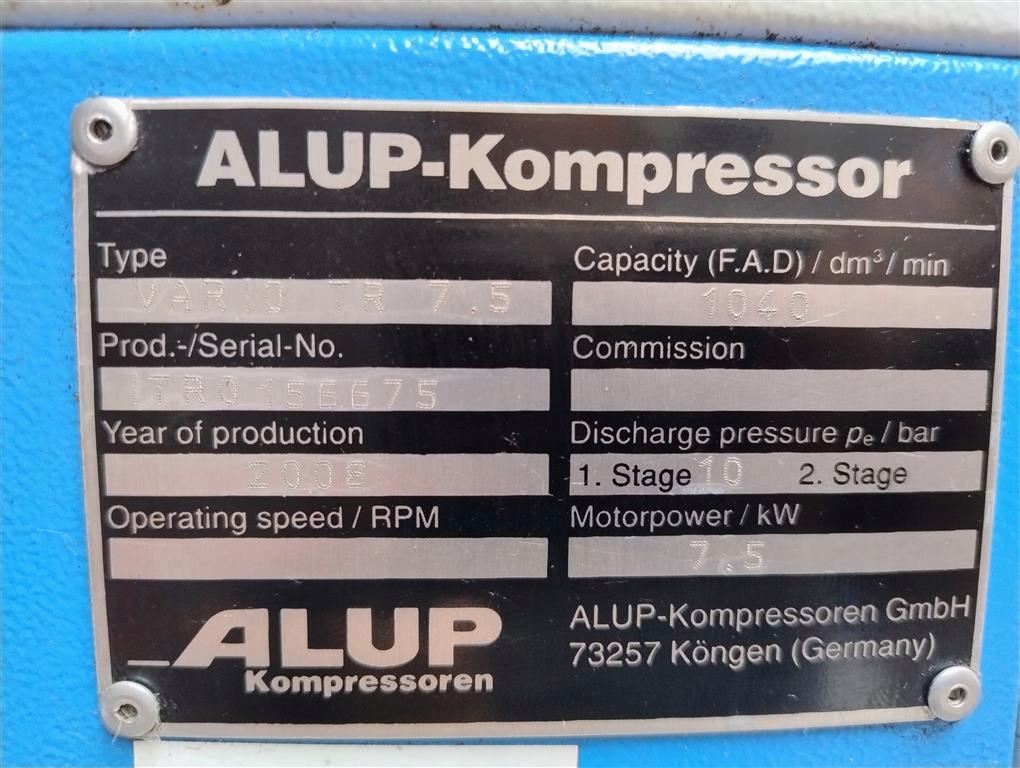 ALUP-Kompressor
Type
VARIO TR 7.5
Capacity (F.A.D) / dm³/ min
1040
Prod.-/Serial-No.
ITR0156675
Commission
Year of production
2008
Discharge pressure pe / bar
1. Stage 10 2. Stage
Operating speed / RPM
Motorpower / kW
7.5
ALUP
Kompressoren
ALUP-Kompressoren GmbH
73257 Köngen (Germany)